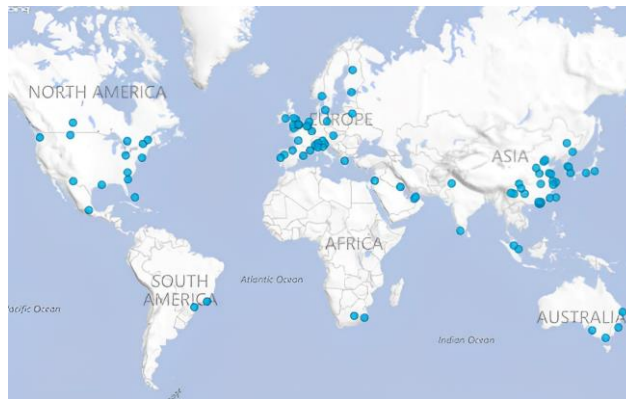 NORTH AMERICA
EUROPE
ASIA
AFRICA
SOUTH
AMERICA
Atlantic Ocean
Pacific Ocean
AUSTRALIA
Indian Ocean